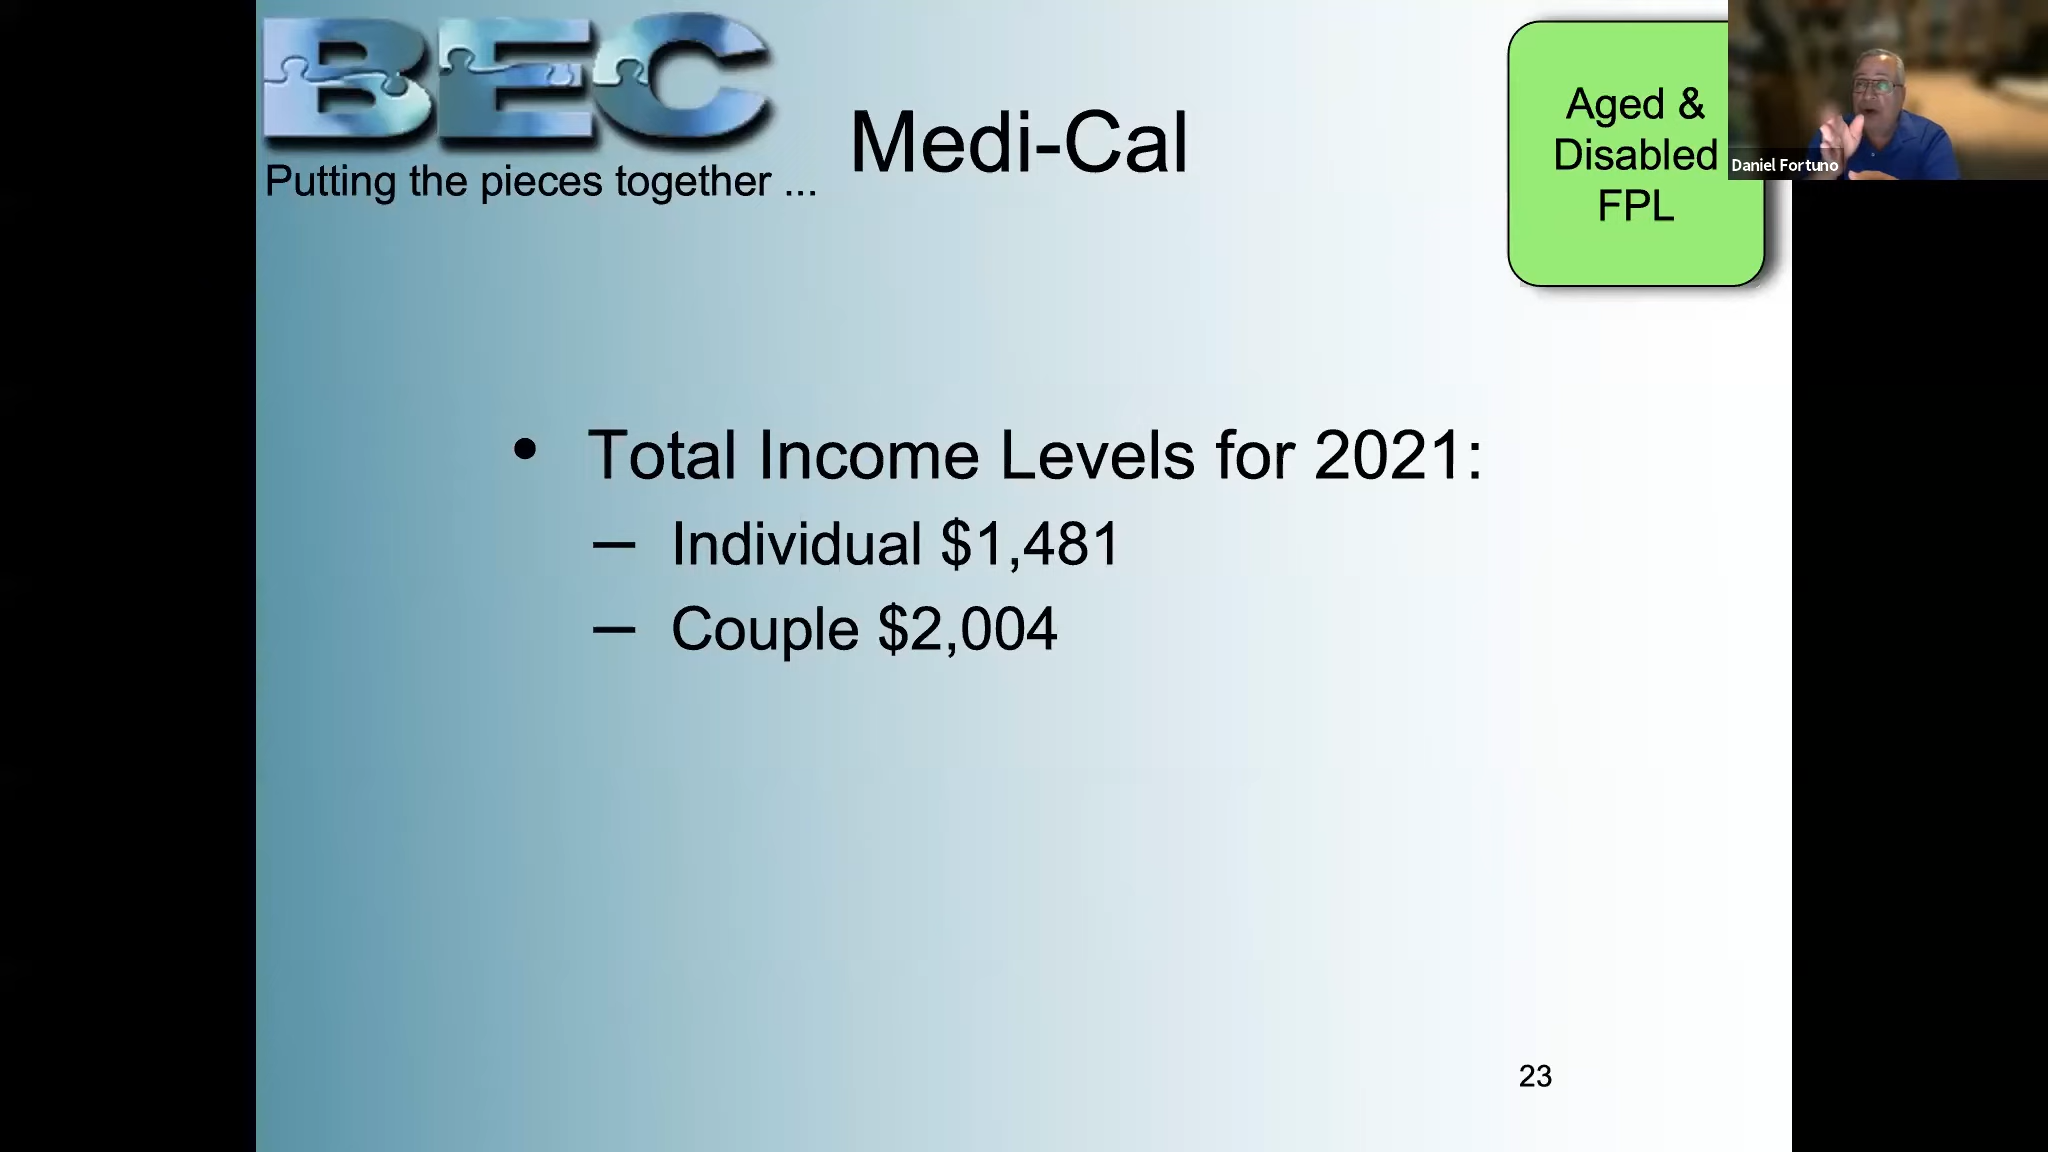 BEC
Putting the pieces together ...
Medi-Cal
Aged &
Disabled
FPL
Daniel Fortuno
• Total Income Levels for 2021:
– Individual $1,481
– Couple $2,004
23